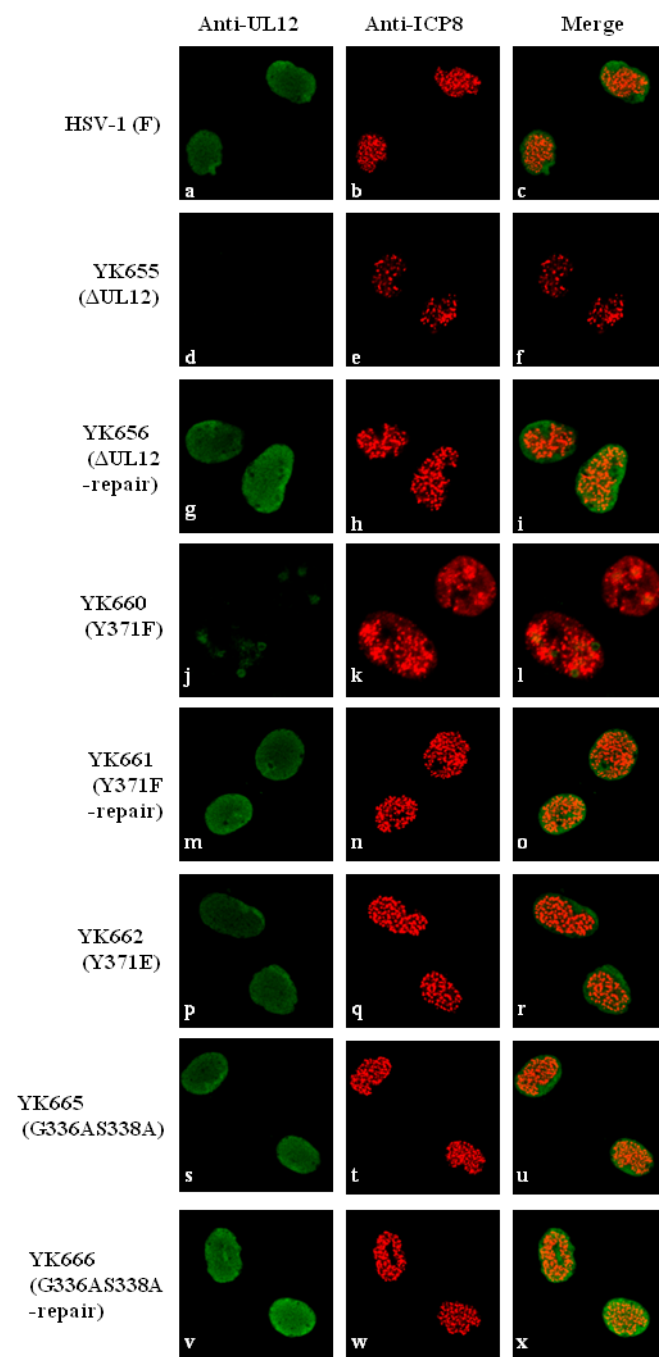 Anti-UL12 Anti-ICP8 Merge
HSV-1 (F)
a b c
YK655
(ΔUL12)
d e f
YK656
(ΔUL12
-repair)
g h i
YK660
(Y371F)
j k l
YK661
(Y371F
-repair)
m n o
YK662
(Y371E)
p q r
YK665
(G336AS338A)
s t u
YK666
(G336AS338A
-repair)
v w x